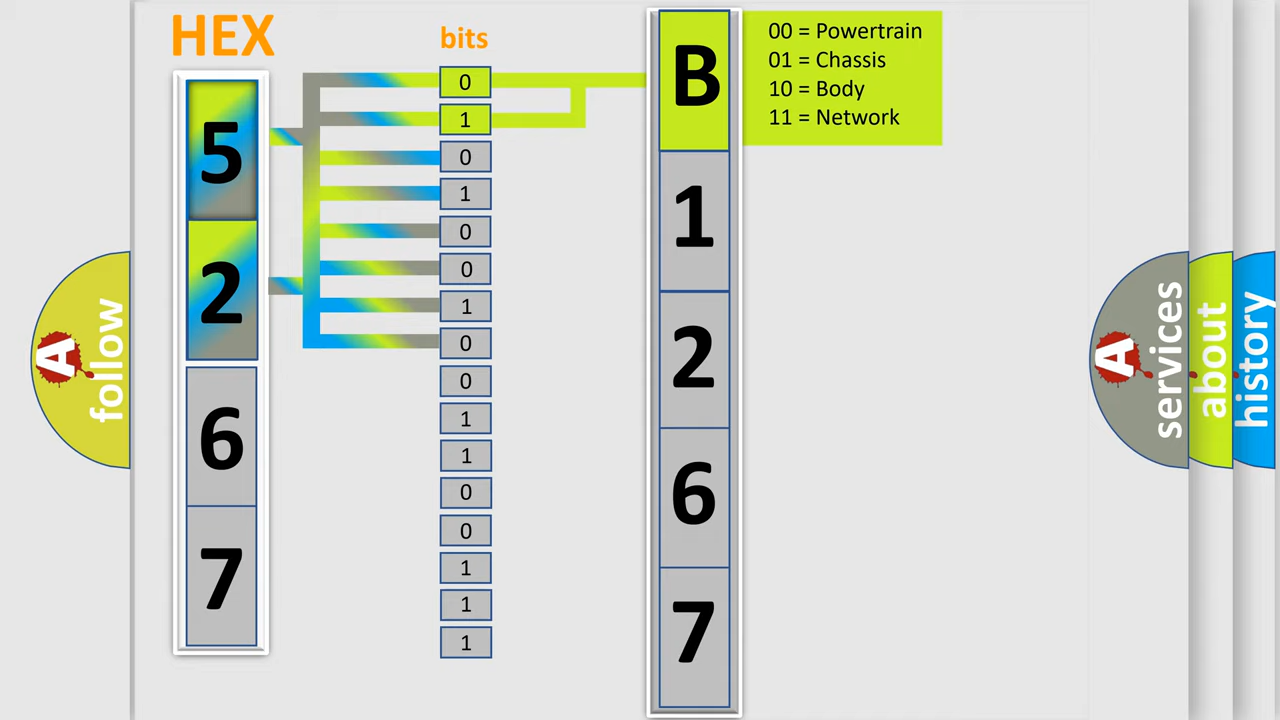 HEX
bits
5
2
6
7
0
1
0
1
0
0
1
0
0
1
1
0
0
1
1
1
B
1
2
6
7
00 = Powertrain
01 = Chassis
10 = Body
11 = Network
A
follow
A
services
about
history